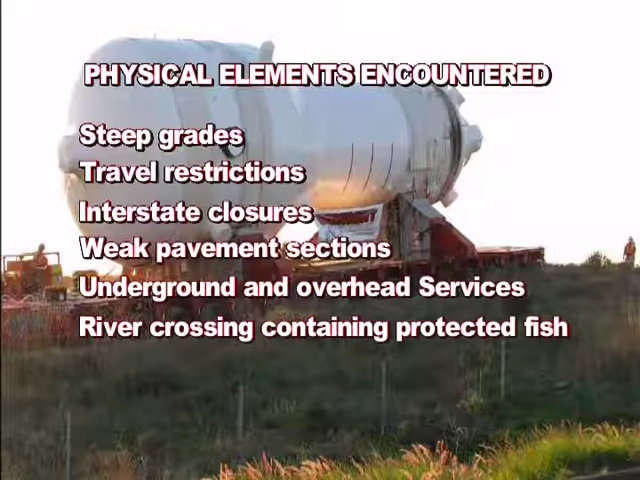 PHYSICAL ELEMENTS ENCOUNTERED
Steep grades
Travel restrictions
Interstate closures
Weak pavement sections
Underground and overhead Services
River crossing containing protected fish